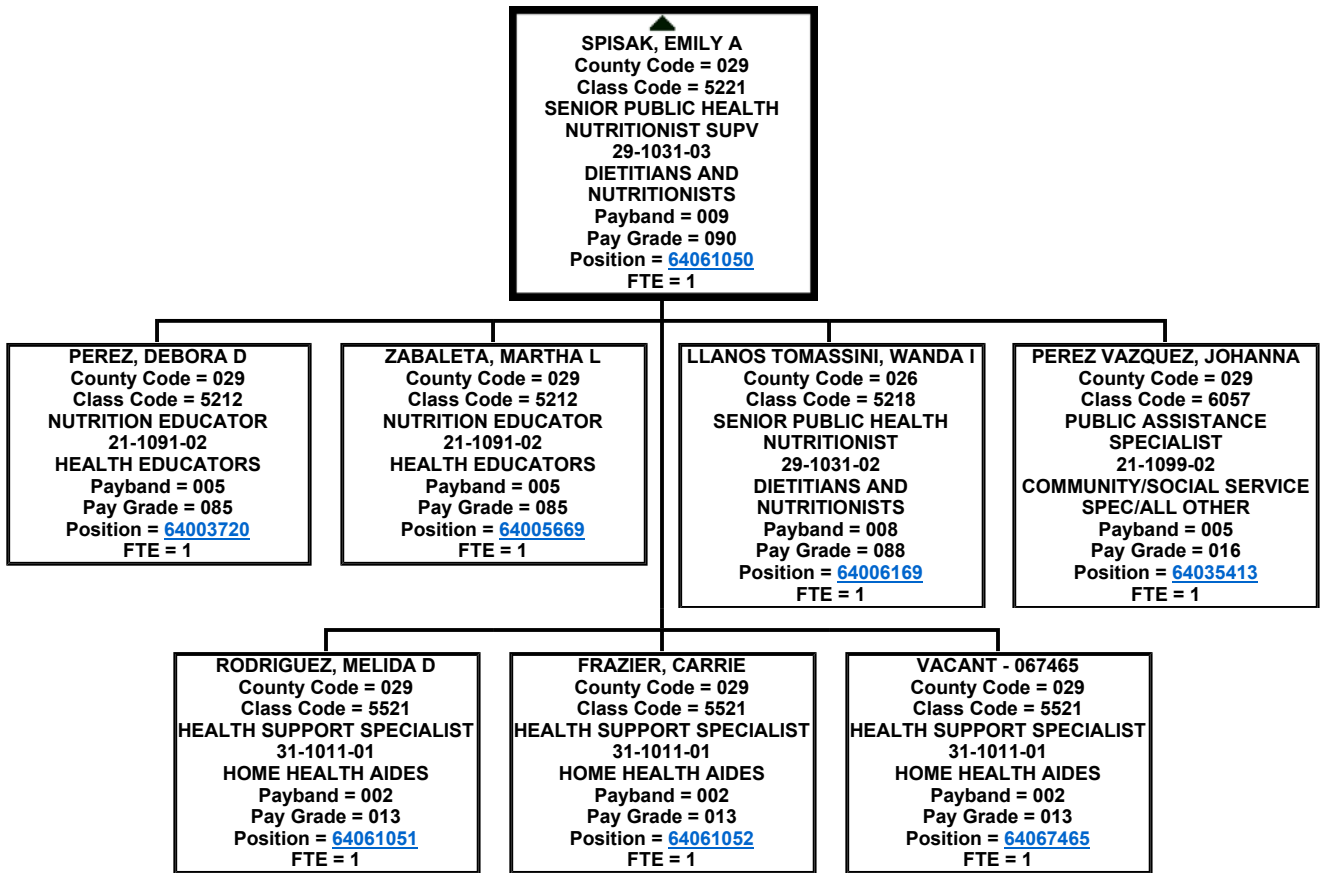 SPISAK, EMILY A
County Code = 029
Class Code = 5221
SENIOR PUBLIC HEALTH
NUTRITIONIST SUPV
29-1031-03
DIETITIANS AND
NUTRITIONISTS
Payband = 009
Pay Grade = 090
Position = 64061050
FTE = 1
PEREZ, DEBORA D
County Code = 029
Class Code = 5212
NUTRITION EDUCATOR
21-1091-02
HEALTH EDUCATORS
Payband = 005
Pay Grade = 085
Position = 64003720
FTE = 1
ZABALETA, MARTHA L
County Code = 029
Class Code = 5212
NUTRITION EDUCATOR
21-1091-02
HEALTH EDUCATORS
Payband = 005
Pay Grade = 085
Position = 64005669
FTE = 1
LLANOS TOMASSINI, WANDA I
County Code = 026
Class Code = 5218
SENIOR PUBLIC HEALTH
NUTRITIONIST
29-1031-02
DIETITIANS AND
NUTRITIONISTS
Payband = 008
Pay Grade = 088
Position = 64006169
FTE = 1
PEREZ VAZQUEZ, JOHANNA
County Code = 029
Class Code = 6057
PUBLIC ASSISTANCE
SPECIALIST
21-1099-02
COMMUNITY/SOCIAL SERVICE
SPEC/ALL OTHER
Payband = 005
Pay Grade = 016
Position = 64035413
FTE = 1
RODRIGUEZ, MELIDA D
County Code = 029
Class Code = 5521
HEALTH SUPPORT SPECIALIST
31-1011-01
HOME HEALTH AIDES
Payband = 002
Pay Grade = 013
Position = 64061051
FTE = 1
FRAZIER, CARRIE
County Code = 029
Class Code = 5521
HEALTH SUPPORT SPECIALIST
31-1011-01
HOME HEALTH AIDES
Payband = 002
Pay Grade = 013
Position = 64061052
FTE = 1
VACANT - 067465
County Code = 029
Class Code = 5521
HEALTH SUPPORT SPECIALIST
31-1011-01
HOME HEALTH AIDES
Payband = 002
Pay Grade = 013
Position = 64067465
FTE = 1